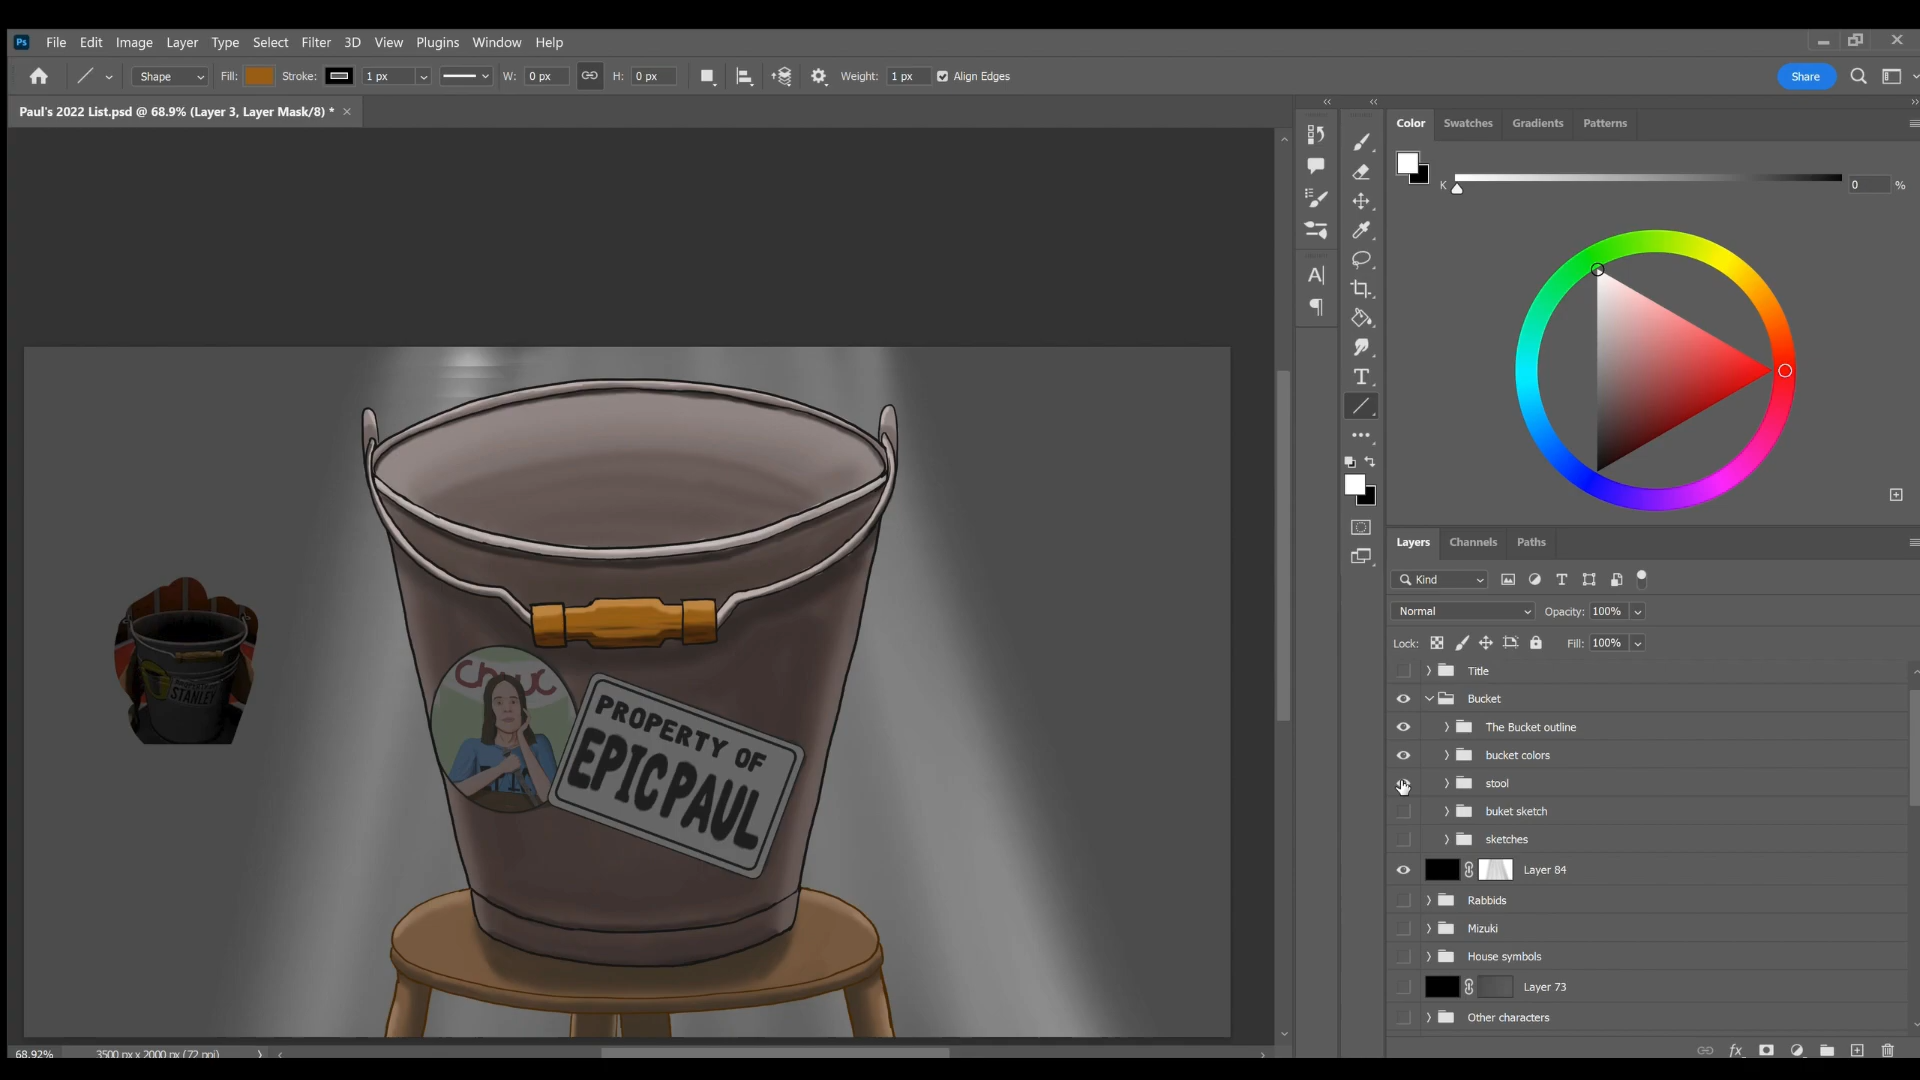 Ps File Edit Image Layer Type Select Filter 3D View Plugins Window Help
Shape Fill: Stroke: 1 px W: 0 px H: 0 px Weight: 1 px Align Edges Share
Paul's 2022 List.psd @ 68.9% (Layer 3, Layer Mask/8) *
Color Swatches Gradients Patterns
K 0 %
Layers Channels Paths
Kind
Normal Opacity: 100%
Lock: Fill: 100%
Title
Bucket
The Bucket outline
bucket colors
stool
buket sketch
sketches
Layer 84
Rabbids
Mizuki
House symbols
Layer 73
Other characters
fx
PROPERTY OF
EPICPAUL
STANLEY
68.92% 3500 px x 2000 px (72 ppi)